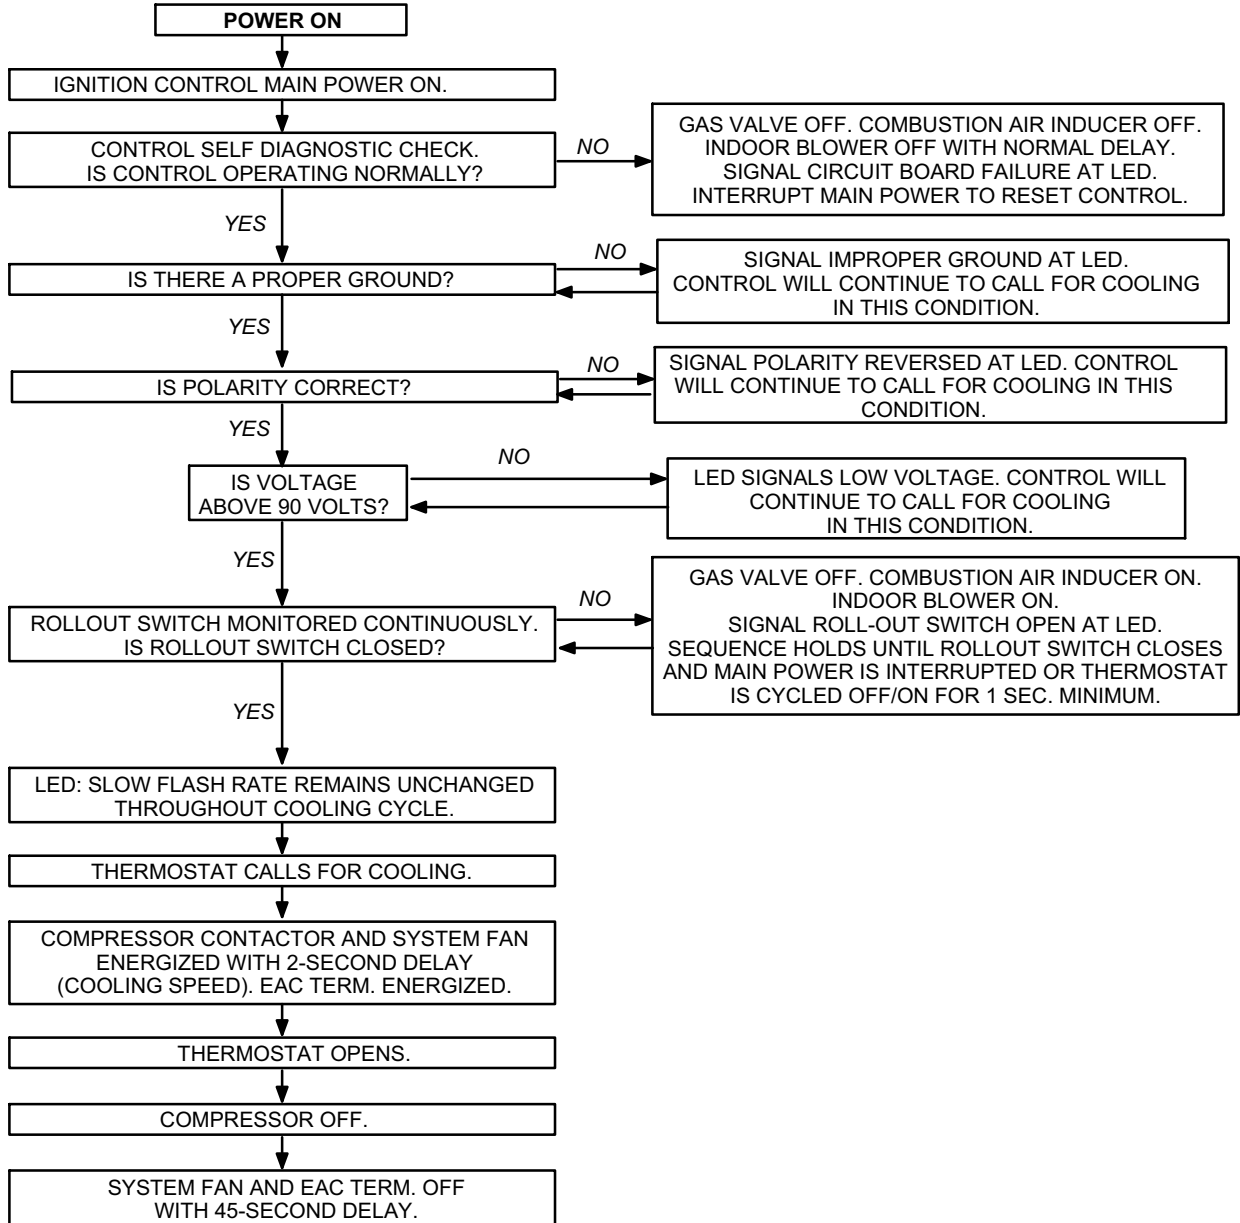 POWER ON
IGNITION CONTROL MAIN POWER ON.
CONTROL SELF DIAGNOSTIC CHECK.
IS CONTROL OPERATING NORMALLY?
NO
GAS VALVE OFF. COMBUSTION AIR INDUCER OFF.
INDOOR BLOWER OFF WITH NORMAL DELAY.
SIGNAL CIRCUIT BOARD FAILURE AT LED.
INTERRUPT MAIN POWER TO RESET CONTROL.
YES
IS THERE A PROPER GROUND?
NO
SIGNAL IMPROPER GROUND AT LED.
CONTROL WILL CONTINUE TO CALL FOR COOLING
IN THIS CONDITION.
YES
IS POLARITY CORRECT?
NO
SIGNAL POLARITY REVERSED AT LED. CONTROL
WILL CONTINUE TO CALL FOR COOLING IN THIS
CONDITION.
YES
IS VOLTAGE
ABOVE 90 VOLTS?
NO
LED SIGNALS LOW VOLTAGE. CONTROL WILL
CONTINUE TO CALL FOR COOLING
IN THIS CONDITION.
YES
ROLLOUT SWITCH MONITORED CONTINUOUSLY.
IS ROLLOUT SWITCH CLOSED?
NO
GAS VALVE OFF. COMBUSTION AIR INDUCER ON.
INDOOR BLOWER ON.
SIGNAL ROLL-OUT SWITCH OPEN AT LED.
SEQUENCE HOLDS UNTIL ROLLOUT SWITCH CLOSES
AND MAIN POWER IS INTERRUPTED OR THERMOSTAT
IS CYCLED OFF/ON FOR 1 SEC. MINIMUM.
YES
LED: SLOW FLASH RATE REMAINS UNCHANGED
THROUGHOUT COOLING CYCLE.
THERMOSTAT CALLS FOR COOLING.
COMPRESSOR CONTACTOR AND SYSTEM FAN
ENERGIZED WITH 2-SECOND DELAY
(COOLING SPEED). EAC TERM. ENERGIZED.
THERMOSTAT OPENS.
COMPRESSOR OFF.
SYSTEM FAN AND EAC TERM. OFF
WITH 45-SECOND DELAY.